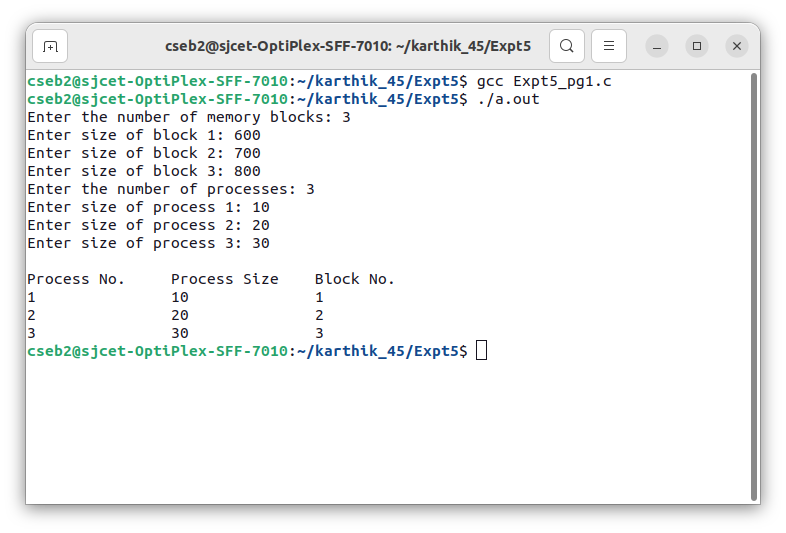 cseb2@sjcet-OptiPlex-SFF-7010: ~/karthik_45/Expt5
cseb2@sjcet-OptiPlex-SFF-7010:~/karthik_45/Expt5$ gcc Expt5_pg1.c
cseb2@sjcet-OptiPlex-SFF-7010:~/karthik_45/Expt5$ ./a.out
Enter the number of memory blocks: 3
Enter size of block 1: 600
Enter size of block 2: 700
Enter size of block 3: 800
Enter the number of processes: 3
Enter size of process 1: 10
Enter size of process 2: 20
Enter size of process 3: 30
Process No.     Process Size    Block No.
1               10              1
2               20              2
3               30              3
cseb2@sjcet-OptiPlex-SFF-7010:~/karthik_45/Expt5$